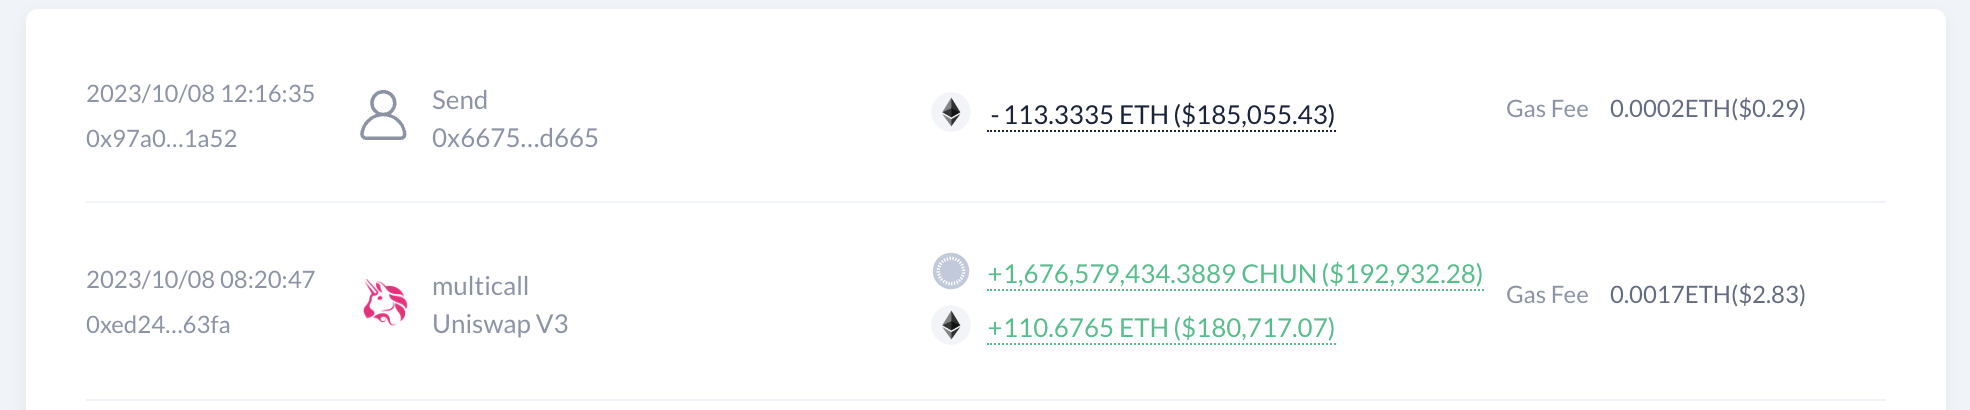 2023/10/08 12:16:35
0x97a0...1a52
Send
0x6675...d665
- 113.3335 ETH ($185,055.43)
Gas Fee 0.0002ETH($0.29)
2023/10/08 08:20:47
0xed24...63fa
multicall
Uniswap V3
+1,676,579,434.3889 CHUN ($192,932.28)
+110.6765 ETH ($180,717.07)
Gas Fee 0.0017ETH($2.83)